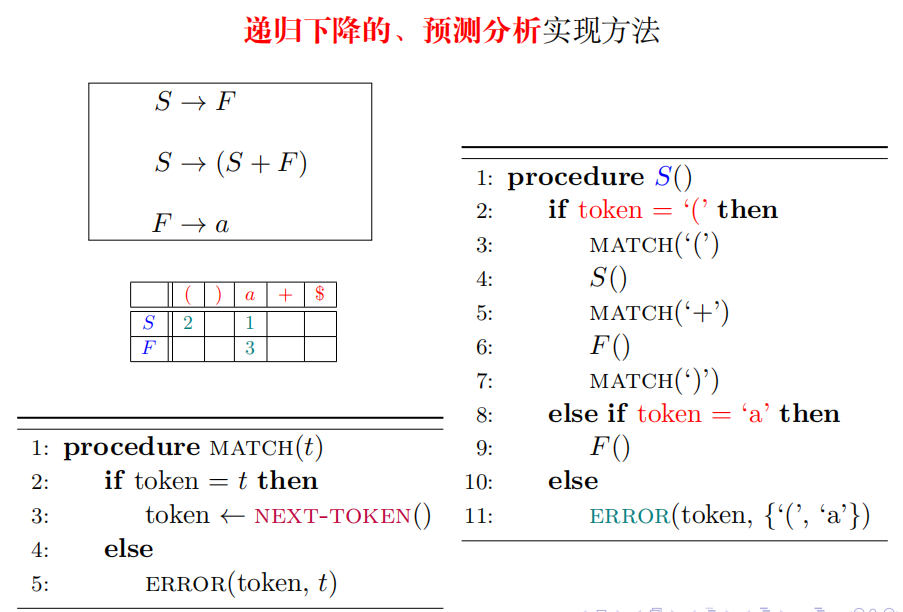 递归下降的、预测分析实现方法
S → F
S → (S + F)
F → a
( ) a + $
S 2 1
F 3
1: procedure MATCH(t)
2: if token = t then
3: token ← NEXT-TOKEN()
4: else
5: ERROR(token, t)
1: procedure S()
2: if token = ‘(’ then
3: MATCH(‘(’)
4: S()
5: MATCH(‘+’)
6: F()
7: MATCH(‘)’)
8: else if token = ‘a’ then
9: F()
10: else
11: ERROR(token, {‘(’, ‘a’})